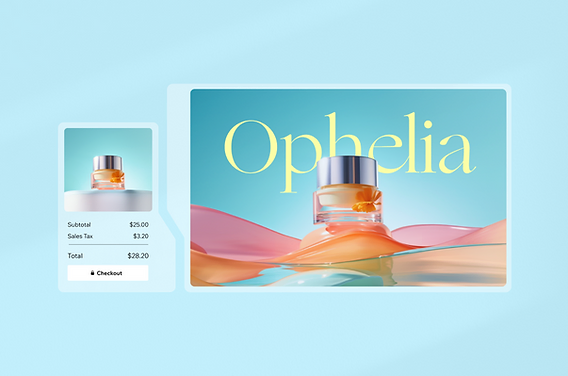 Ophelia
Subtotal $25.00
Sales Tax $3.20
Total $28.20
Checkout